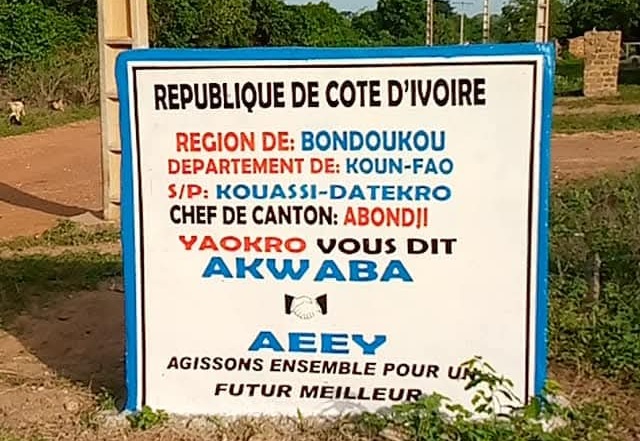 REPUBLIQUE DE COTE D'IVOIRE
REGION DE: BONDOUKOU
DEPARTEMENT DE: KOUN-FAO
S/P: KOUASSI-DATEKRO
CHEF DE CANTON: ABONDJI
YAOKRO VOUS DIT
AKWABA
AEEY
AGISSONS ENSEMBLE POUR UN
FUTUR MEILLEUR